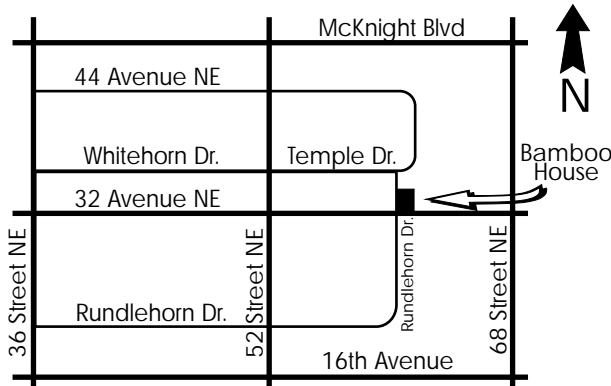 McKnight Blvd
44 Avenue NE
N
Whitehorn Dr.
Temple Dr.
Bamboo
House
32 Avenue NE
36 Street NE
52 Street NE
Rundlehorn Dr.
68 Street NE
Rundlehorn Dr.
16th Avenue